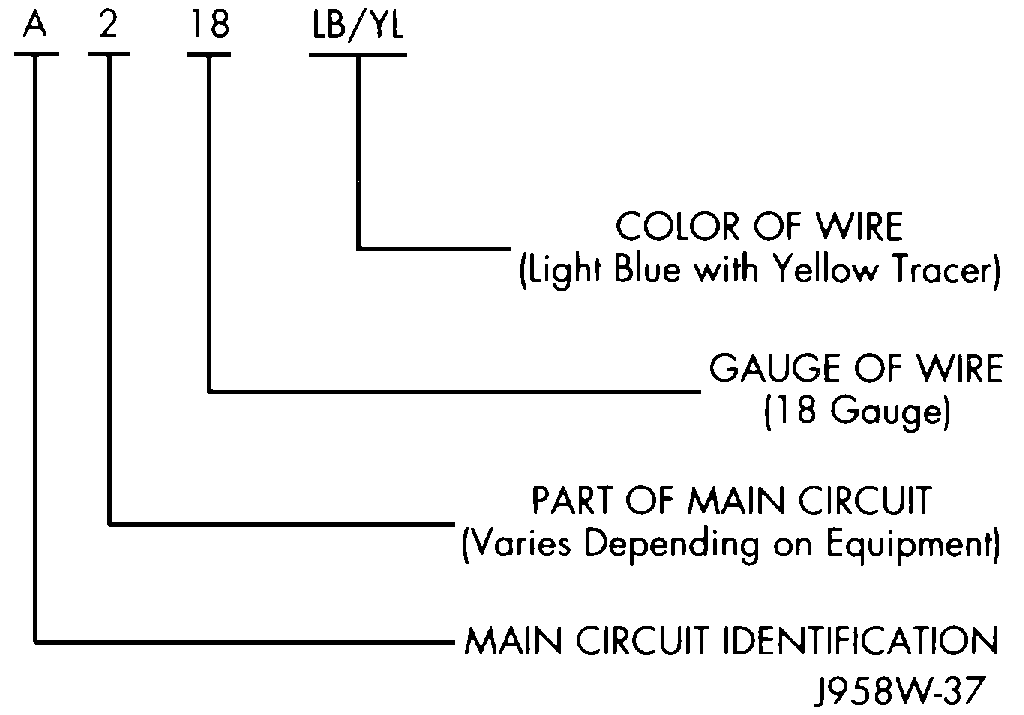 A 2 18 LB/YL
COLOR OF WIRE
(Light Blue with Yellow Tracer)
GAUGE OF WIRE
(18 Gauge)
PART OF MAIN CIRCUIT
(Varies Depending on Equipment)
MAIN CIRCUIT IDENTIFICATION
J958W-37